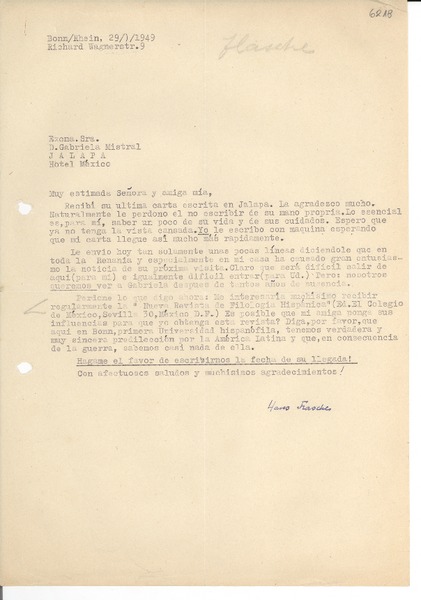 6218
Flasche
Bonn/Rhein, 29/)/1949
Richard Wagnerstr.9
Exma.Sra.
D.Gabriela Mistral
J A L A P A
Hotel México
Muy estimada Señora y amiga mía,
Recibí su ultima carta escrita en Jalapa. La agradezco mucho.
Naturalmente le perdono el no escribir de su mano propria.Lo esencial
es,para mí, saber un poco de su vida y de sus cuidados. Espero que
ya no tenga la vista cansada.Yo le escribo con maquina esperando
que mi carta llegue así mucho más rapidamente.
Le envio hoy tan solamente unas pocas líneas diciendole que en
toda la Renania y especialmente en mi casa ha causado gran entusias-
mo la noticia de su próxima visita.Claro que será difícil salir de
aquí(para mi) e igualmente difícil entrar(para Ud.) Pero: nosotros
queremos ver a Gabriela despues de tantos años de ausencia.
Perdone lo que digo ahora: Me interesaría muchísimo recibir
regularmente la " Nueva Revista de Filología Hispánica"(Ed.El Colegio
de México,Sevilla 30,México D.F.) Es posible que mi amiga ponga sus
influencias para que yo obtenga esta revista? Diga,por favor,que
aquí en Bonn,primera Universidad hispanófila, tenemos verdadera y
muy sincera predilección por la América Latina y que,en consecuencia
de la guerra, sabemos casi nada de ella.
Hagame el favor de escribirnos la fecha de su llegada!
Con afectuosos saludos y muchisimos agradecimientos!
Hans Flasche